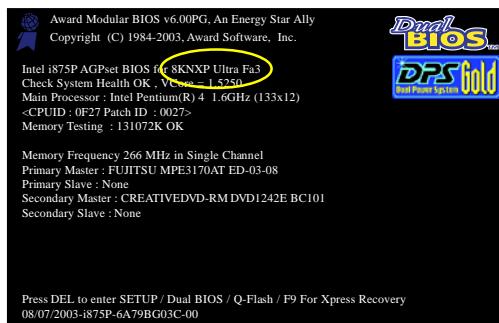 Award Modular BIOS v6.00PG, An Energy Star Ally
Copyright (C) 1984-2003, Award Software, Inc.
Dual BIOS
DPS Gold
Dual Power System
Intel i875P AGPset BIOS for 8KNXP Ultra Fa3
Check System Health OK , VCore = 1.5250
Main Processor : Intel Pentium(R) 4 1.6GHz (133x12)
<CPUID : 0F27 Patch ID : 0027>
Memory Testing : 131072K OK
Memory Frequency 266 MHz in Single Channel
Primary Master : FUJITSU MPE3170AT ED-03-08
Primary Slave : None
Secondary Master : CREATIVEDVD-RM DVD1242E BC101
Secondary Slave : None
Press DEL to enter SETUP / Dual BIOS / Q-Flash / F9 For Xpress Recovery
08/07/2003-i875P-6A79BG03C-00